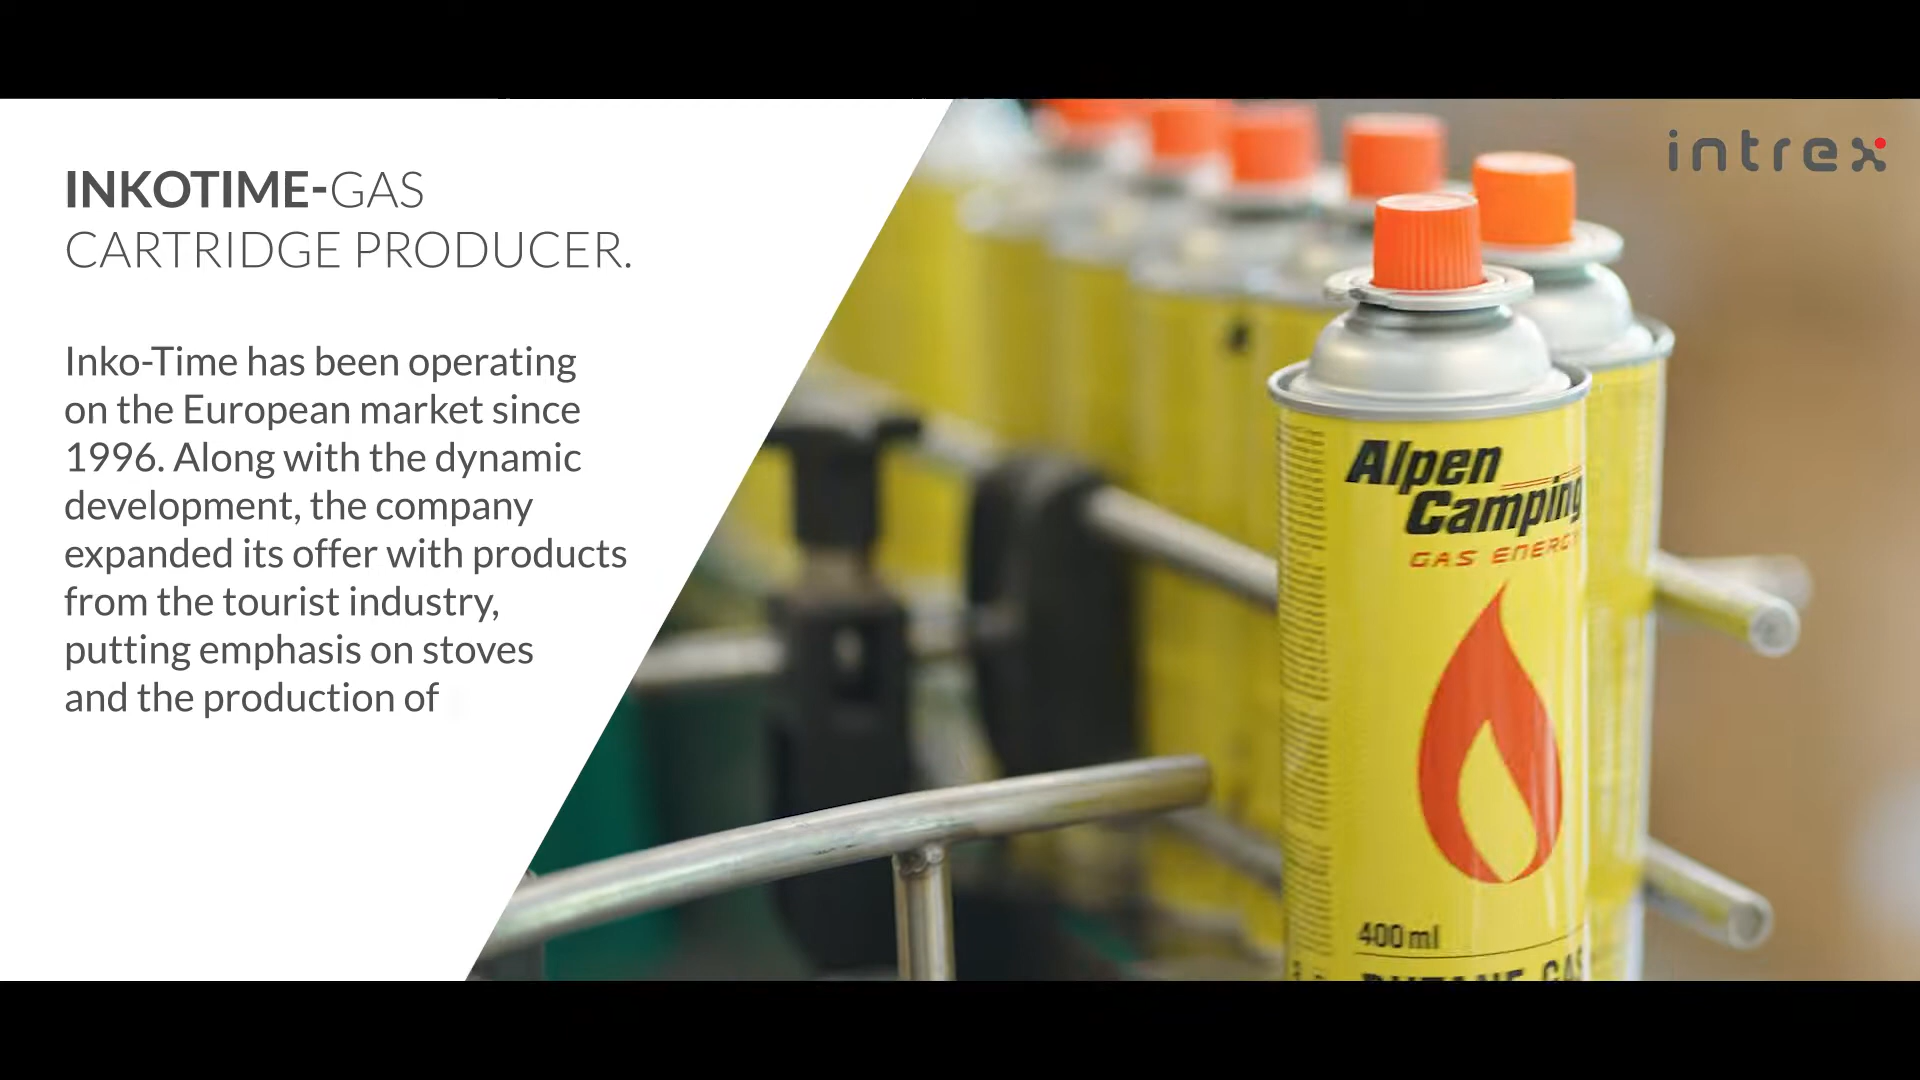 INKOTIME-GAS
CARTRIDGE PRODUCER.
Inko-Time has been operating
on the European market since
1996. Along with the dynamic
development, the company
expanded its offer with products
from the tourist industry,
putting emphasis on stoves
and the production of
intrex
Alpen
Camping
GAS ENERGY
400 ml